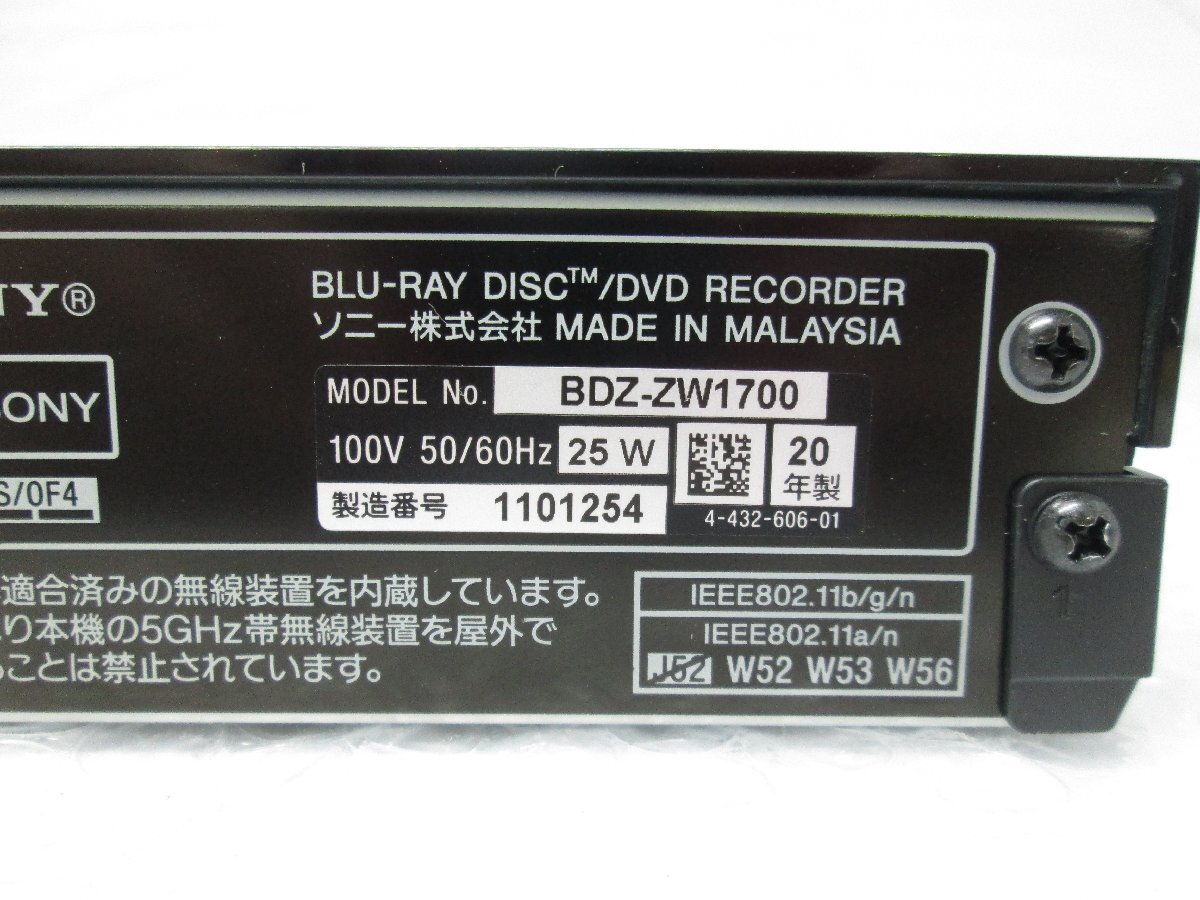 NY®
BLU-RAY DISC™/DVD RECORDER
ソニー株式会社 MADE IN MALAYSIA
SONY
MODEL No. BDZ-ZW1700
100V 50/60Hz 25 W
20
年製
S/0F4
製造番号 1101254
4-432-606-01
適合済みの無線装置を内蔵しています。
り本機の5GHz帯無線装置を屋外で
ることは禁止されています。
IEEE802.11b/g/n
IEEE802.11a/n
J52 W52 W53 W56
1